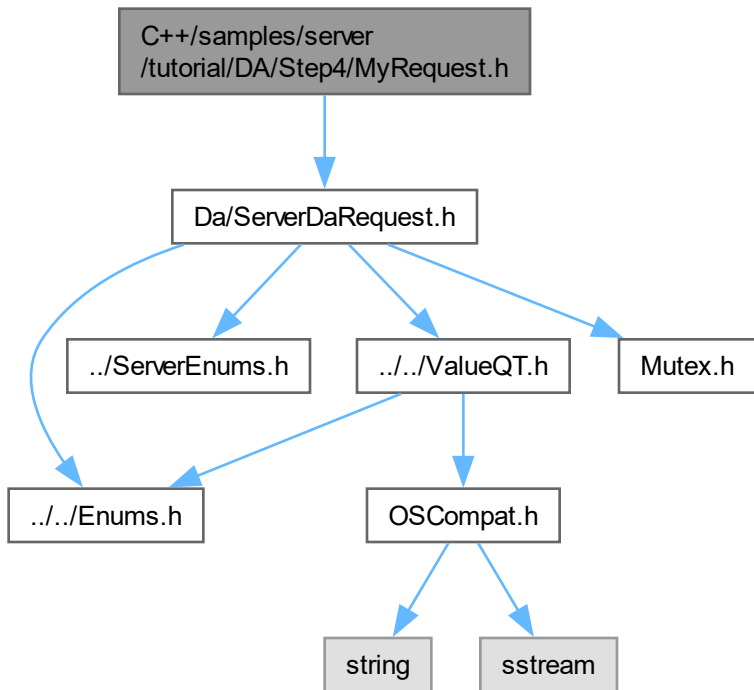 C++/samples/server
/tutorial/DA/Step4/MyRequest.h
Da/ServerDaRequest.h
../ServerEnums.h
../../ValueQT.h
Mutex.h
../../Enums.h
OSCompat.h
string
sstream